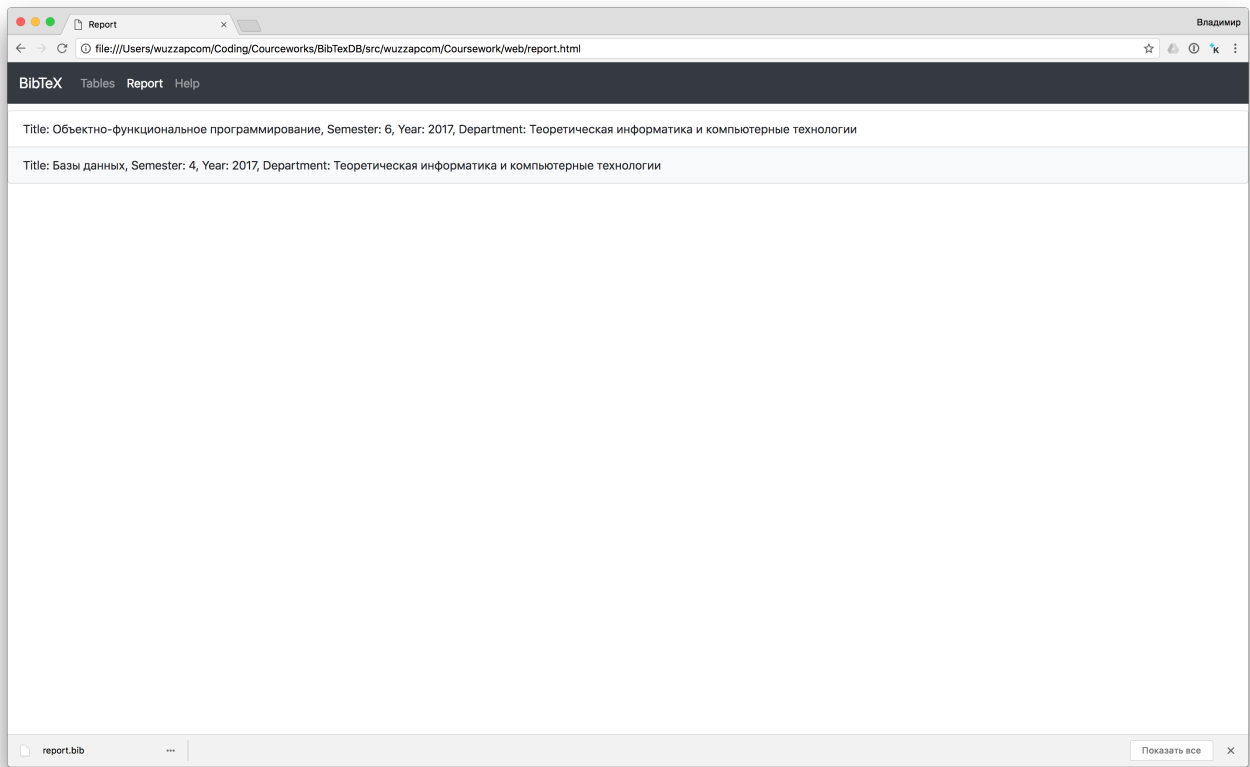 Report
Владимир
file:///Users/wuzzapcom/Coding/Courceworks/BibTexDB/src/wuzzapcom/Coursework/web/report.html
BibTeX Tables Report Help
Title: Объектно-функциональное программирование, Semester: 6, Year: 2017, Department: Теоретическая информатика и компьютерные технологии
Title: Базы данных, Semester: 4, Year: 2017, Department: Теоретическая информатика и компьютерные технологии
report.bib
Показать все